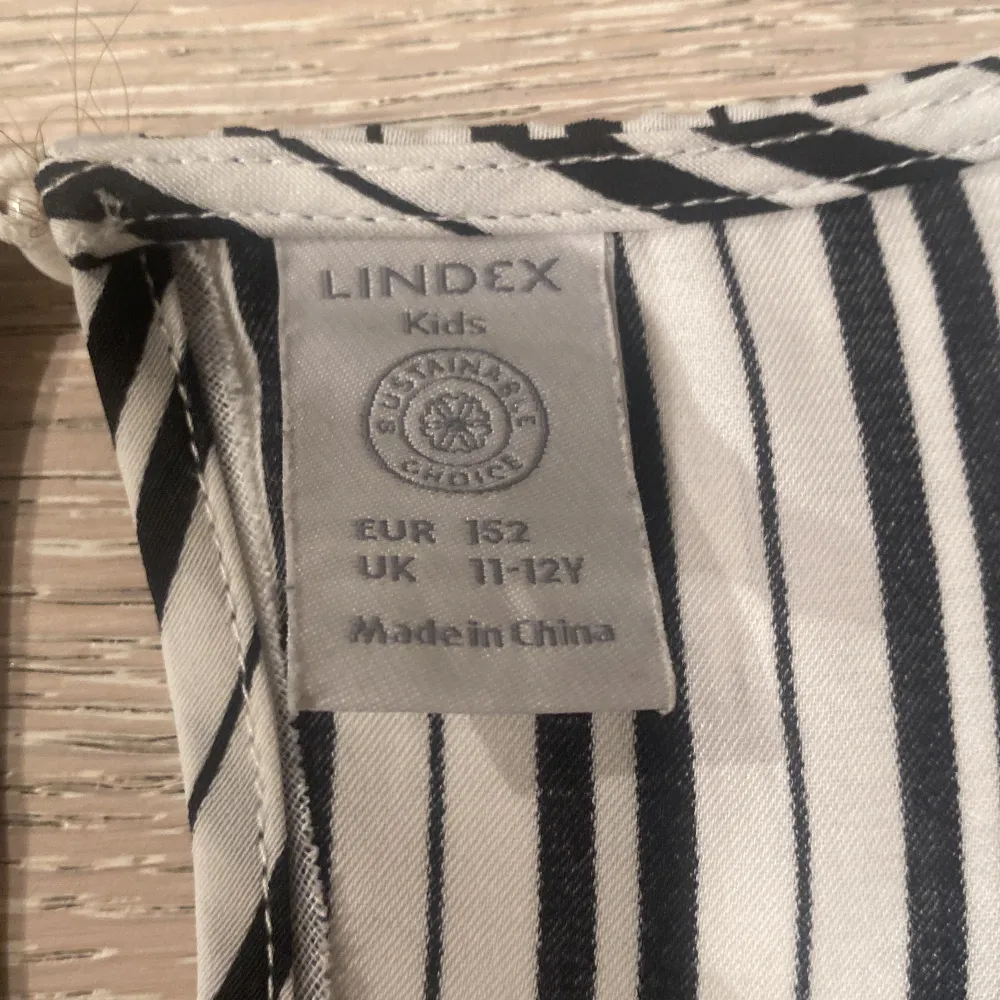 LINDEX
Kids
SUSTAINABLE
CHOICE
EUR 152
UK 11-12Y
Made in China